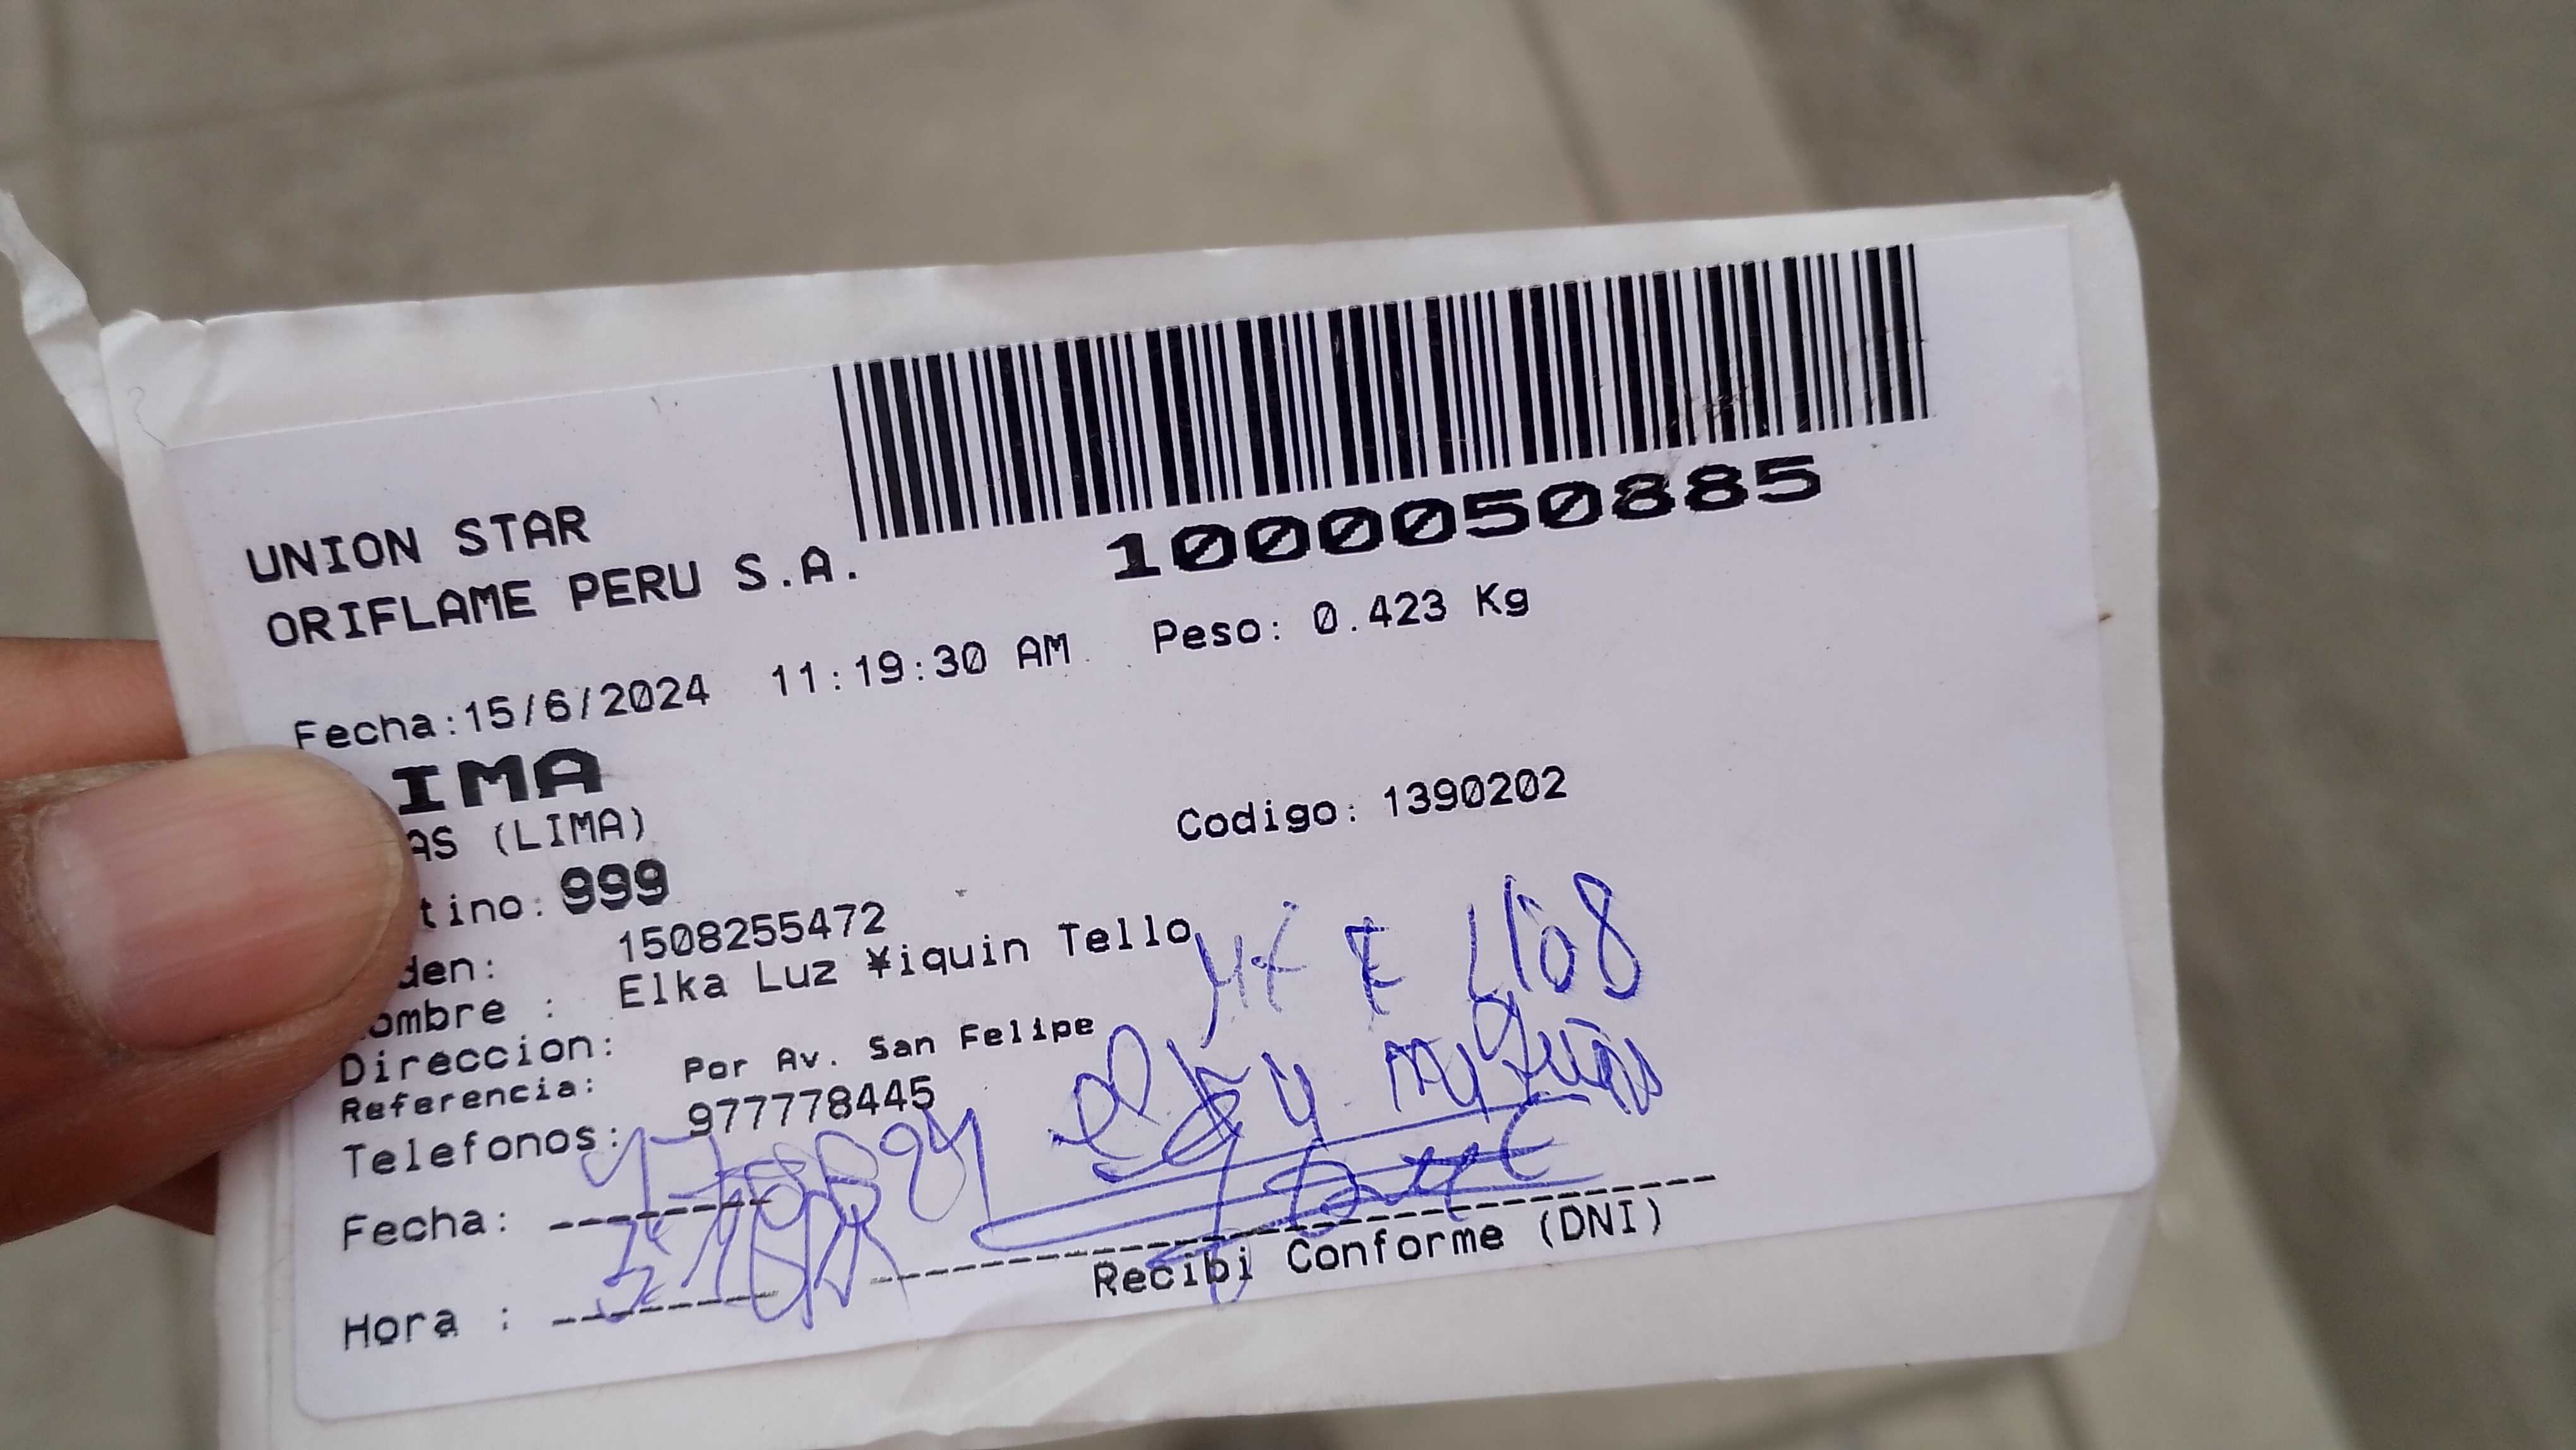 UNION STAR
ORIFLAME PERU S.A.
1000050885
Fecha:15/6/2024 11:19:30 AM Peso: 0.423 Kg
IMA
AS (LIMA)
Codigo: 1390202
tino: 999
den: 1508255472
ombre : Elka Luz ¥iquin Tello
Direccion:
Referencia: Por Av. San Felipe
Telefonos: 977778445
Fecha:
Hora :
Recibi Conforme (DNI)